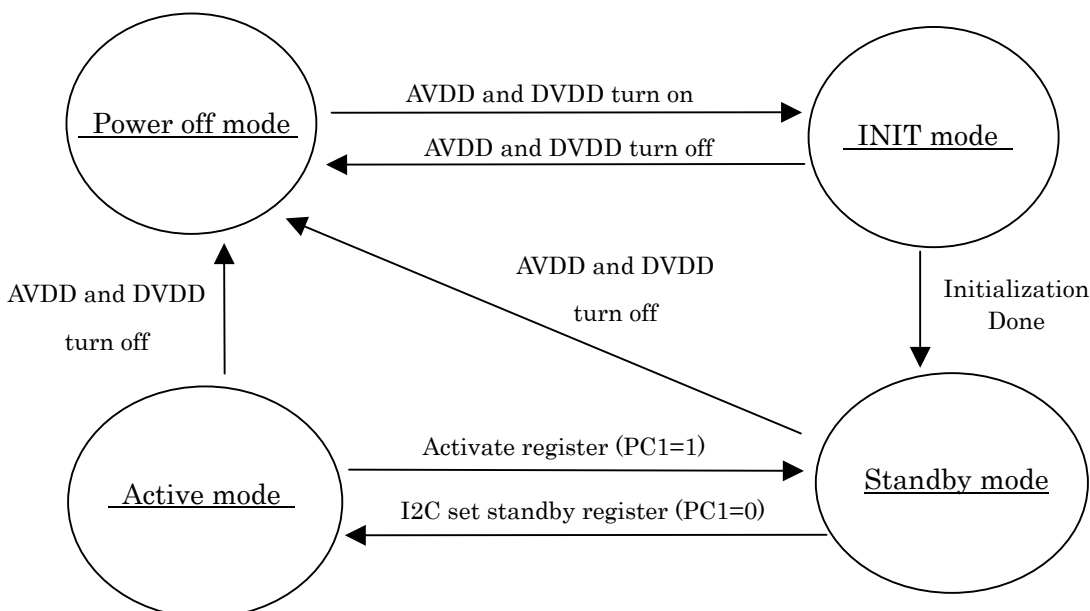 AVDD and DVDD turn on
Power off mode
INIT mode
AVDD and DVDD turn off
AVDD and DVDD
turn off
AVDD and DVDD
turn off
Initialization
Done
Activate register (PC1=1)
Active mode
Standby mode
I2C set standby register (PC1=0)